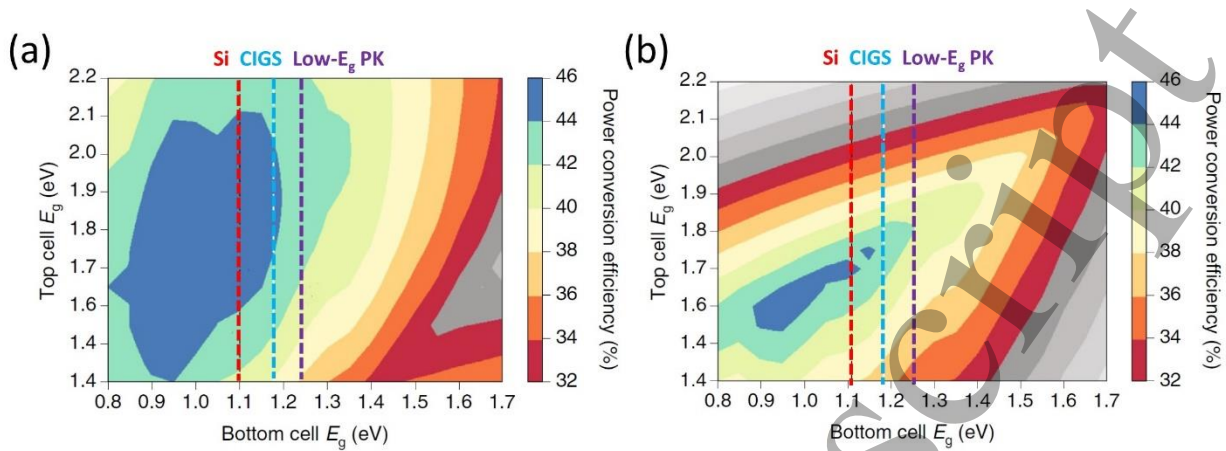 (a)
Si CIGS Low-Eg PK
2.2
2.1
2.0
1.9
1.8
1.7
1.6
1.4
1.4
Top cell Eg (eV)
0.8 0.9 1.0 1.1 1.2 1.3 1.4 1.5 1.6 1.7
Bottom cell Eg (eV)
46
44
42
40
38
36
34
32
Power conversion efficiency (%)
(b)
Si CIGS Low-Eg PK
2.2
2.1
2.0
1.9
1.8
1.7
1.6
1.4
1.4
Top cell Eg (eV)
0.8 0.9 1.0 1.1 1.2 1.3 1.4 1.5 1.6 1.7
Bottom cell Eg (eV)
46
44
42
40
38
36
34
32
Power conversion efficiency (%)
script